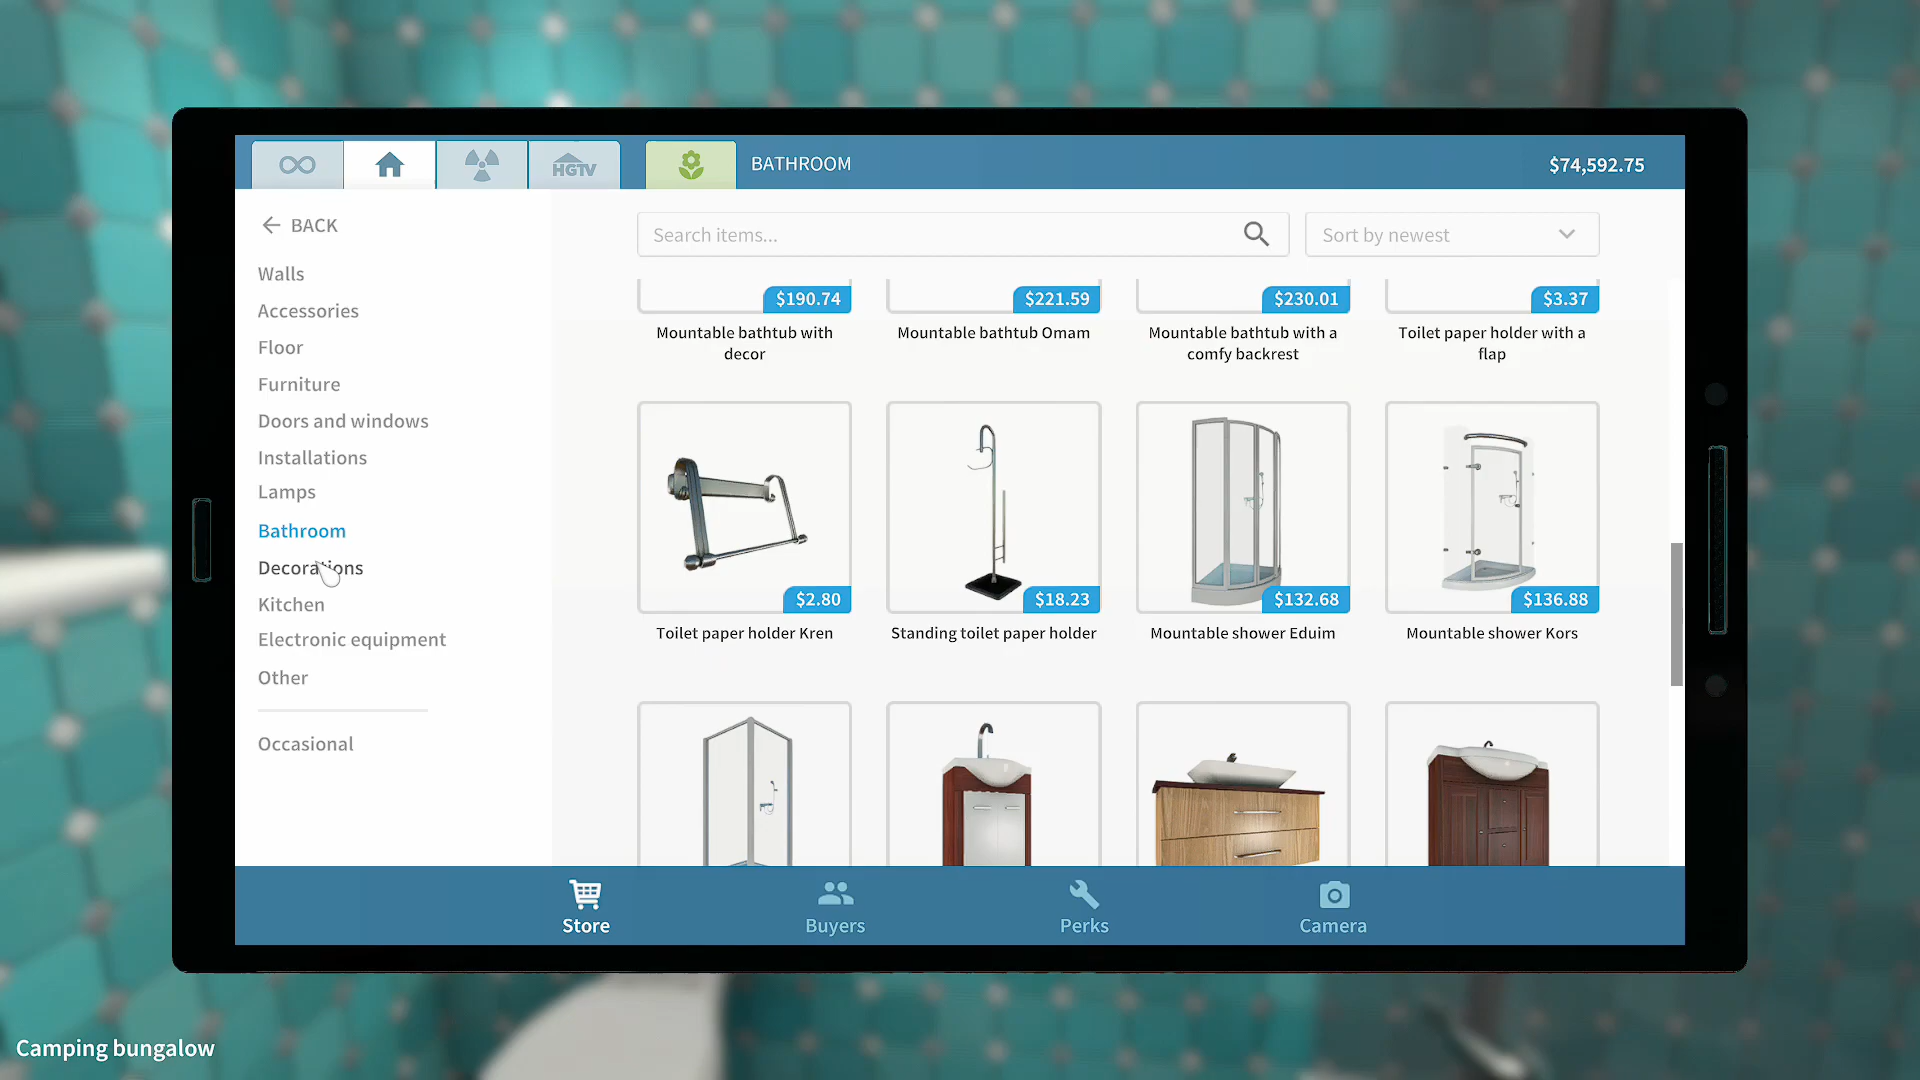 HGTV
BATHROOM
$74,592.75
BACK
Search items...
Sort by newest
Walls
Accessories
Floor
Furniture
Doors and windows
Installations
Lamps
Bathroom
Decorations
Kitchen
Electronic equipment
Other
Occasional
$190.74
$221.59
$230.01
$3.37
Mountable bathtub with
decor
Mountable bathtub Omam
Mountable bathtub with a
comfy backrest
Toilet paper holder with a
flap
$2.80
$18.23
$132.68
$136.88
Toilet paper holder Kren
Standing toilet paper holder
Mountable shower Eduim
Mountable shower Kors
Store
Buyers
Perks
Camera
Camping bungalow